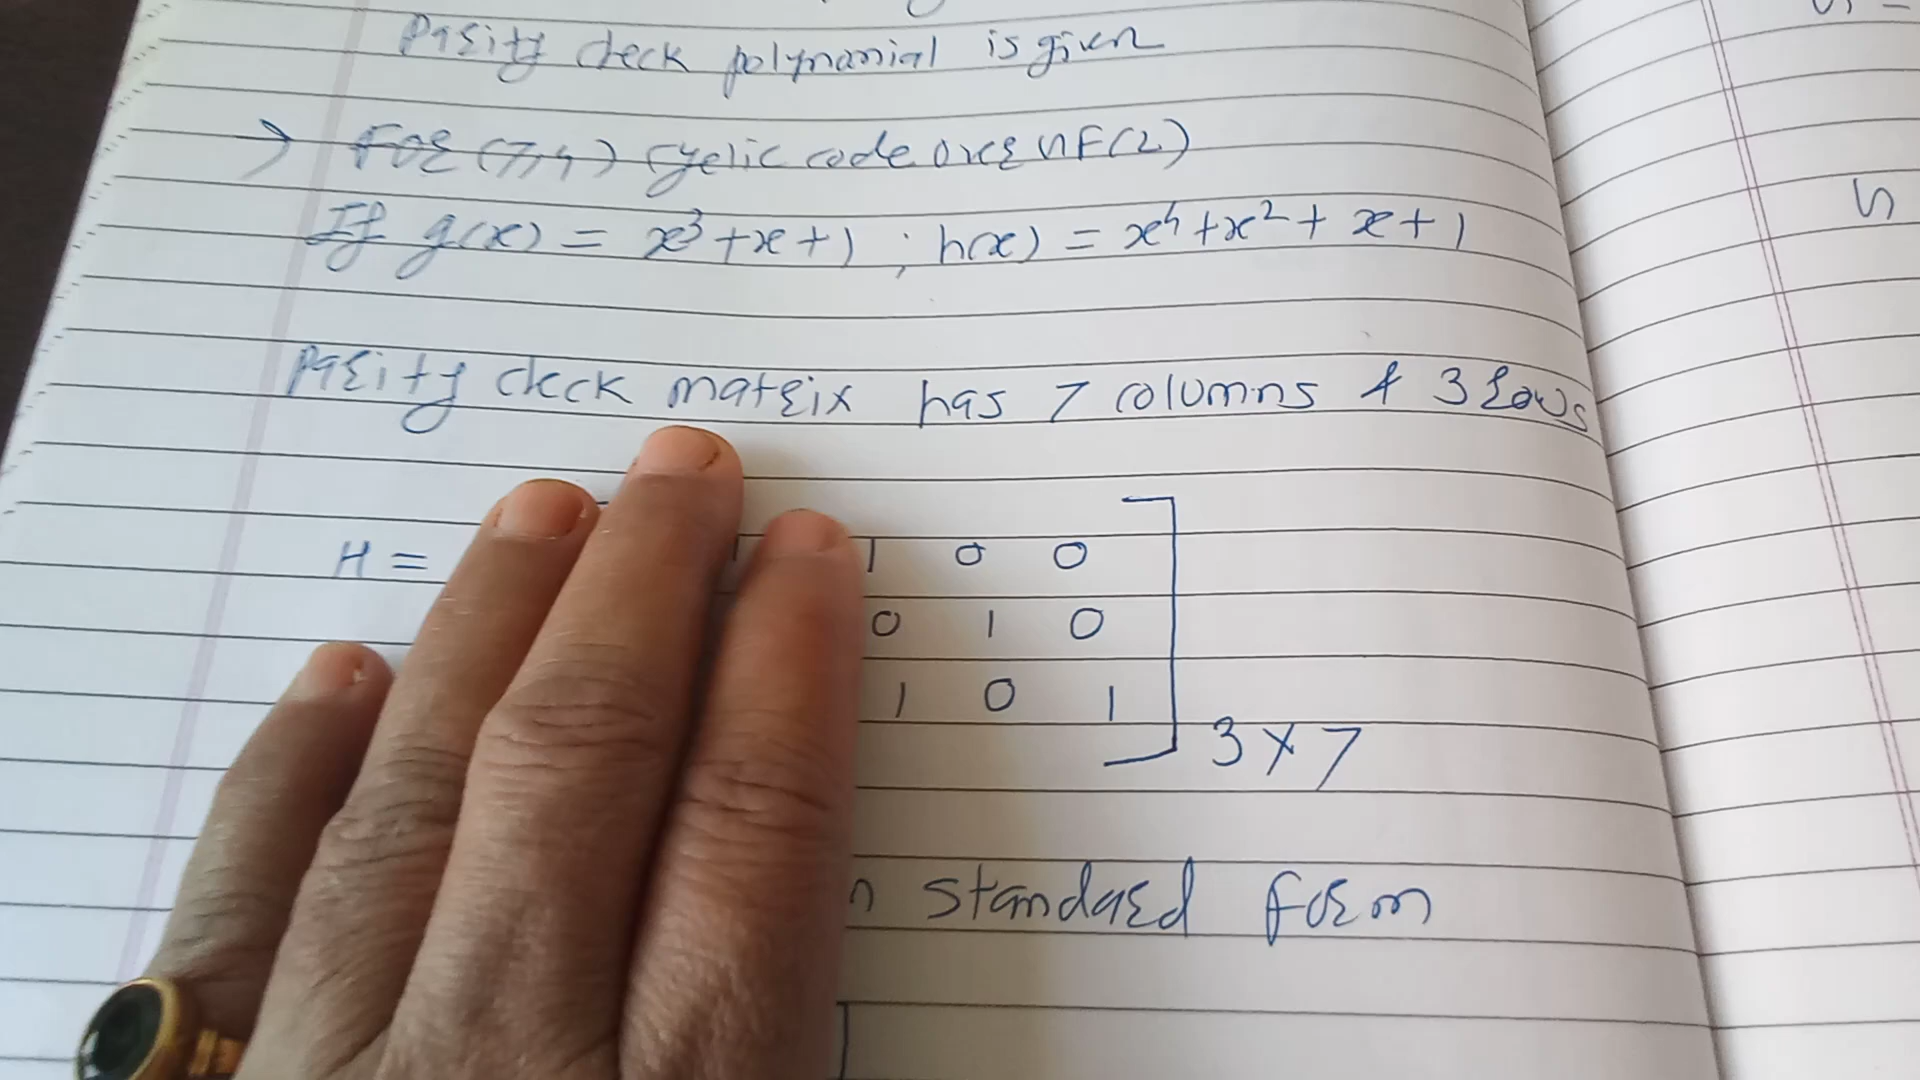 Parity check polynomial is given
→ For (7,4) cyclic code over GF(2)
If g(x) = x³ + x + 1 ; h(x) = x⁴ + x² + x + 1
Parity check matrix has 7 columns & 3 rows
H = 1 0 0
0 1 0
1 0 1
3 X 7
n standard form